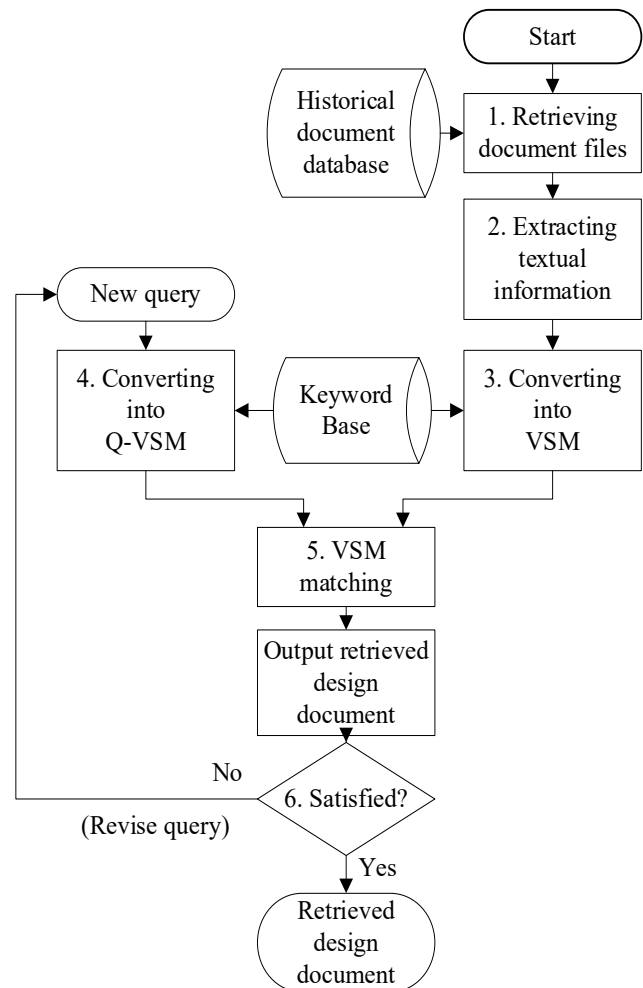 Start
Historical
document
database
1. Retrieving
document files
2. Extracting
textual
information
New query
4. Converting
into
Q-VSM
Keyword
Base
3. Converting
into
VSM
5. VSM
matching
Output retrieved
design
document
No
6. Satisfied?
(Revise query)
Yes
Retrieved
design
document